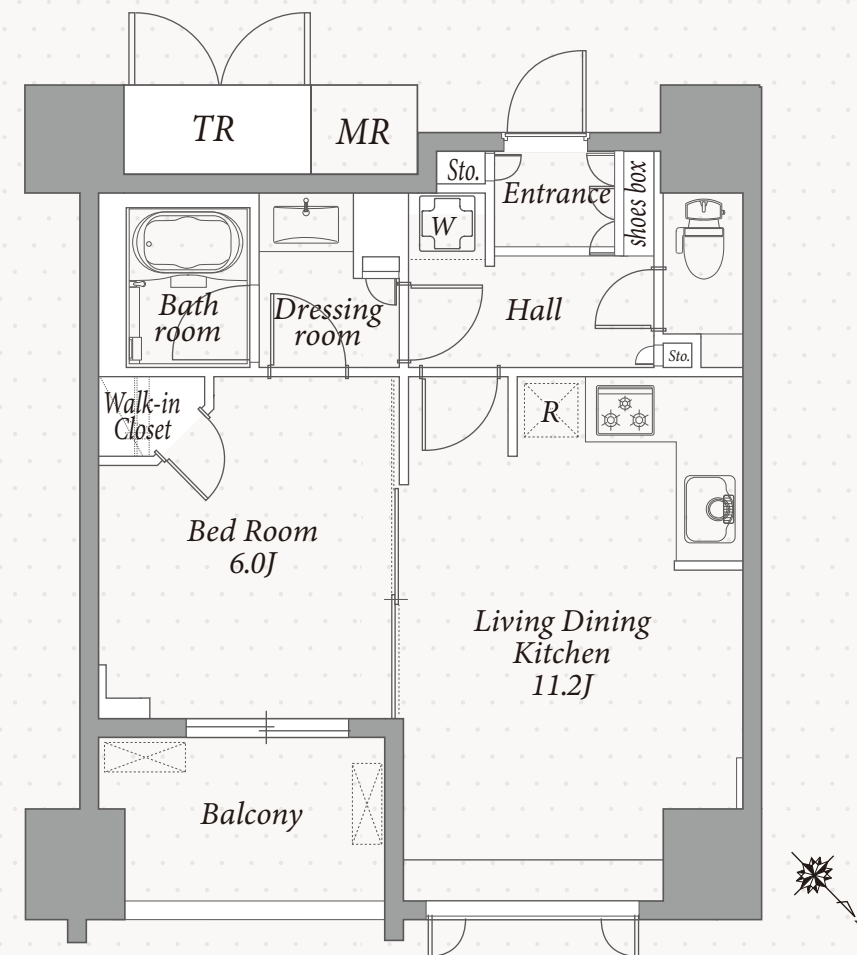 TR
MR
Sto.
Entrance
shoes box
W
Bath
room
Dressing
room
Hall
Sto.
Walk-in
Closet
R
Bed Room
6.0J
Living Dining
Kitchen
11.2J
Balcony